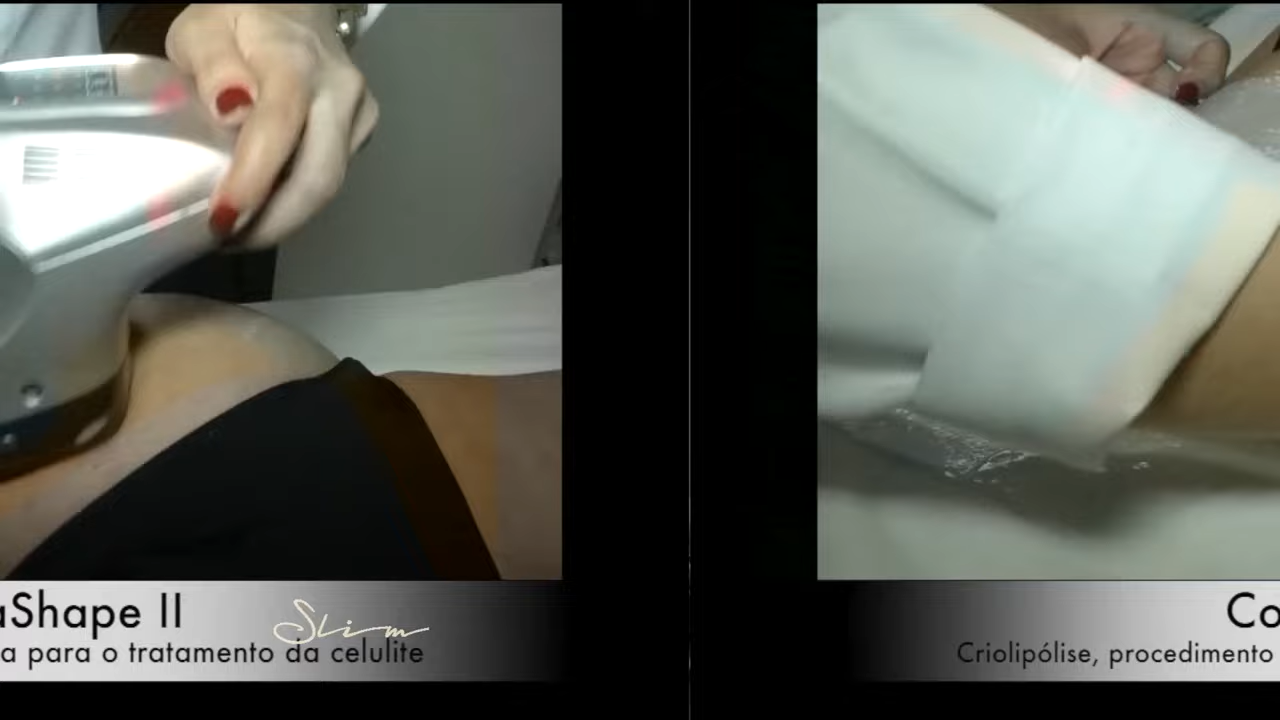 aShape II
Slim
a para o tratamento da celulite
Co
Criolipólise, procedimento